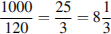 1000/120 = 25/3 = 8 1/3